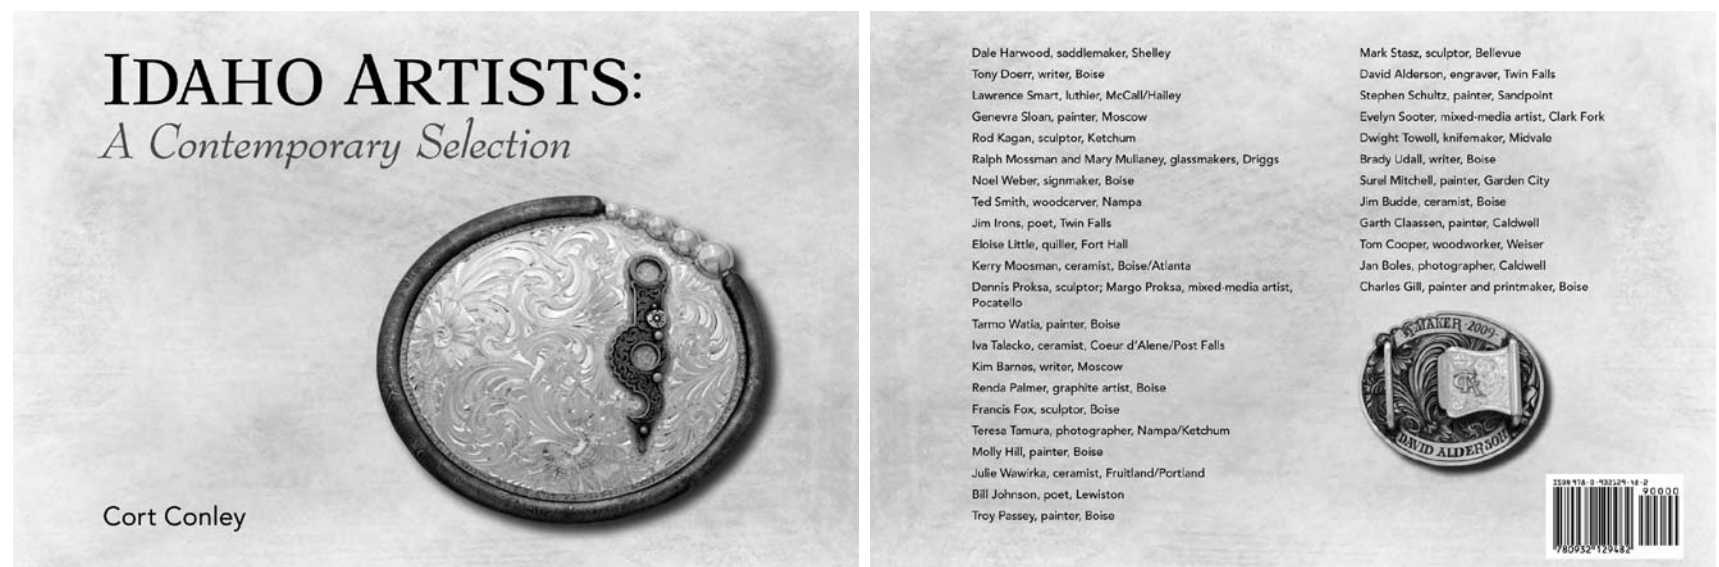 IDAHO ARTISTS:
A Contemporary Selection
Cort Conley
Dale Harwood, saddlemaker, Shelley
Tony Doerr, writer, Boise
Lawrence Smart, luthier, McCall/Hailey
Genevra Sloan, painter, Moscow
Rod Kagan, sculptor, Ketchum
Ralph Mossman and Mary Mullaney, glassmakers, Driggs
Noel Weber, signmaker, Boise
Ted Smith, woodcarver, Nampa
Jim Irons, poet, Twin Falls
Eloise Little, quiller, Fort Hall
Kerry Moosman, ceramist, Boise/Atlanta
Dennis Proksa, sculptor; Margo Proksa, mixed-media artist,
Pocatello
Tarmo Watia, painter, Boise
Iva Talacko, ceramist, Coeur d'Alene/Post Falls
Kim Barnes, writer, Moscow
Renda Palmer, graphite artist, Boise
Francis Fox, sculptor, Boise
Teresa Tamura, photographer, Nampa/Ketchum
Molly Hill, painter, Boise
Julie Wawirka, ceramist, Fruitland/Portland
Bill Johnson, poet, Lewiston
Troy Passey, painter, Boise
Mark Stasz, sculptor, Bellevue
David Alderson, engraver, Twin Falls
Stephen Schultz, painter, Sandpoint
Evelyn Sooter, mixed-media artist, Clark Fork
Dwight Towell, knifemaker, Midvale
Brady Udall, writer, Boise
Surel Mitchell, painter, Garden City
Jim Budde, ceramist, Boise
Garth Claassen, painter, Caldwell
Tom Cooper, woodworker, Weiser
Jan Boles, photographer, Caldwell
Charles Gill, painter and printmaker, Boise
MAKER 2009
DAVID ALDERSON
ISBN 978-0-932129-48-2
90000
780932 129482